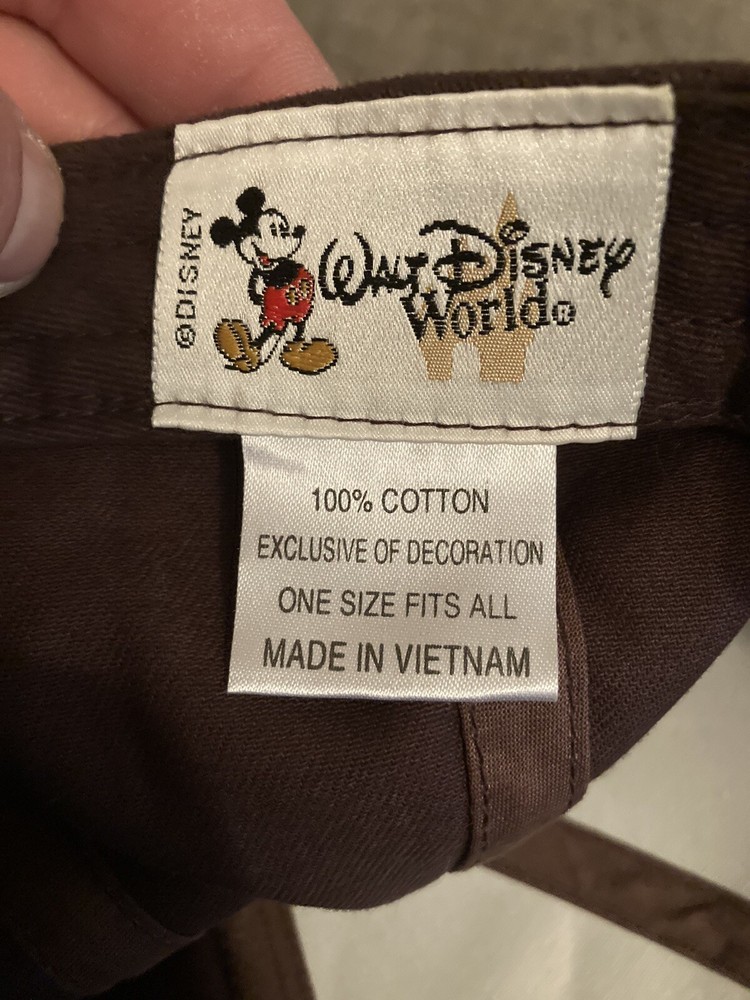 ©DISNEY
WALT DISNEY
World®
100% COTTON
EXCLUSIVE OF DECORATION
ONE SIZE FITS ALL
MADE IN VIETNAM